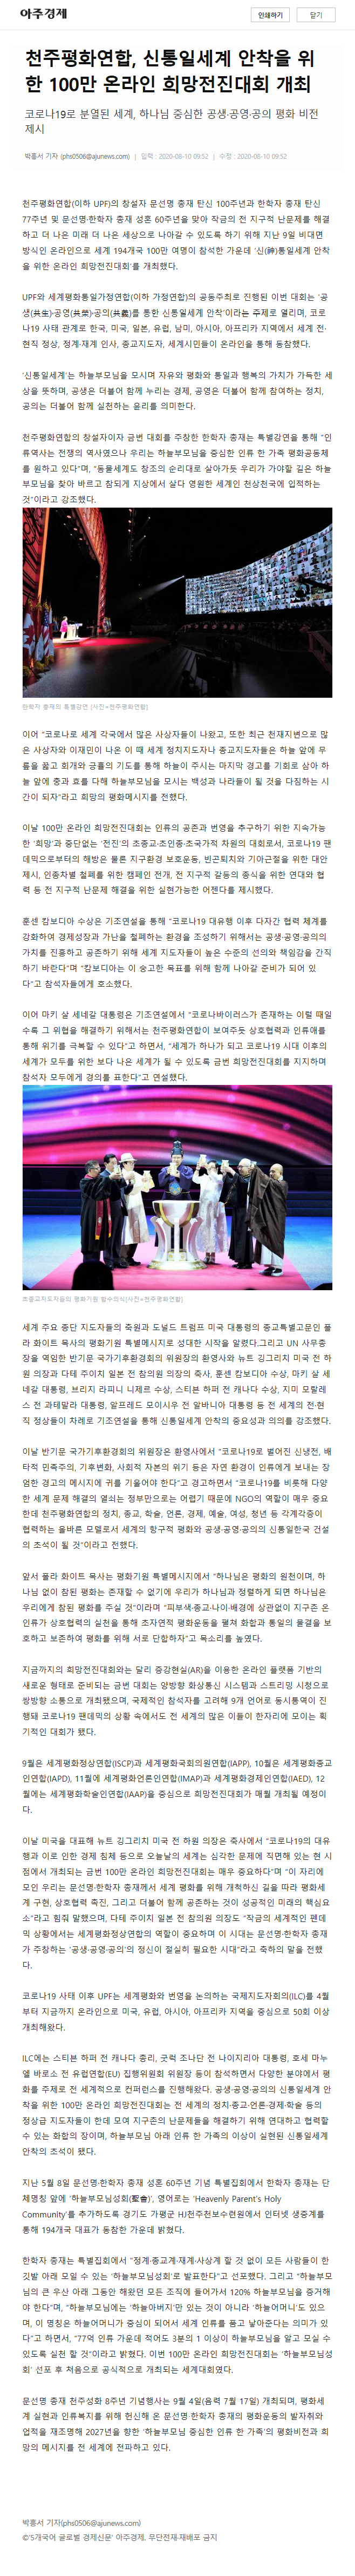 아주경제
인쇄하기
닫기
천주평화연합, 신통일세계 안착을 위
한 100만 온라인 희망전진대회 개최
코로나19로 분열된 세계, 하나님 중심한 공생·공영·공의 평화 비전
제시
박흥서 기자 (phs0506@ajunews.com) | 입력 : 2020-08-10 09:52 | 수정 : 2020-08-10 09:52
천주평화연합(이하 UPF)의 창설자 문선명 총재 탄신 100주년과 한학자 총재 탄신
77주년 및 문선명·한학자 총재 성혼 60주년을 맞아 작금의 전 지구적 난문제를 해결
하고 더 나은 미래 더 나은 세상으로 나아갈 수 있도록 하기 위해 지난 9일 비대면
방식인 온라인으로 세계 194개국 100만 여명이 참석한 가운데 ‘신(神)통일세계 안착
을 위한 온라인 희망전진대회’를 개최했다.
UPF와 세계평화통일가정연합(이하 가정연합)의 공동주최로 진행된 이번 대회는 ‘공
생(共生)·공영(共榮)·공의(共義)를 통한 신통일세계 안착’이라는 주제로 열리며, 코로
나19 사태 관계로 한국, 미국, 일본, 유럽, 남미, 아시아, 아프리카 지역에서 세계 전·
현직 정상, 정계·재계 인사, 종교지도자, 세계시민들이 온라인을 통해 동참했다.
‘신통일세계’는 하늘부모님을 모시며 자유와 평화와 통일과 행복의 가치가 가득한 세
상을 뜻하며, 공생은 더불어 함께 누리는 경제, 공영은 더불어 함께 참여하는 정치,
공의는 더불어 함께 실천하는 윤리를 의미한다.
천주평화연합의 창설자이자 금번 대회를 주창한 한학자 총재는 특별강연을 통해 “인
류역사는 전쟁의 역사였으나 우리는 하늘부모님을 중심한 인류 한 가족 평화공동체
를 원하고 있다”며, “동물세계도 창조의 순리대로 살아가듯 우리가 가야할 길은 하늘
부모님을 찾아 바르고 참되게 지상에서 살다 영원한 세계인 천상천국에 입적하는
것”이라고 강조했다.
한학자 총재의 특별강연 [사진=천주평화연합]
이어 “코로나로 세계 각국에서 많은 사상자들이 나왔고, 또한 최근 천재지변으로 많
은 사상자와 이재민이 나온 이 때 세계 정치지도자나 종교지도자들은 하늘 앞에 무
릎을 꿇고 회개와 긍휼의 기도를 통해 하늘이 주시는 마지막 경고를 기회로 삼아 하
늘 앞에 충과 효를 다해 하늘부모님을 모시는 백성과 나라들이 될 것을 다짐하는 시
간이 되자”라고 희망의 평화메시지를 전했다.
이날 100만 온라인 희망전진대회는 인류의 공존과 번영을 추구하기 위한 지속가능
한 ‘희망’과 중단없는 ‘전진’의 초종교·초인종·초국가적 차원의 대회로서, 코로나19 팬
데믹으로부터의 해방은 물론 지구환경 보호운동, 빈곤퇴치와 기아근절을 위한 대안
제시, 인종차별 철폐를 위한 캠페인 전개, 전 지구적 갈등의 종식을 위한 연대와 협
력 등 전 지구적 난문제 해결을 위한 실현가능한 어젠다를 제시했다.
훈센 캄보디아 수상은 기조연설을 통해 “코로나19 대유행 이후 다자간 협력 체계를
강화하여 경제성장과 가난을 철폐하는 환경을 조성하기 위해서는 공생·공영·공의의
가치를 진흥하고 공존하기 위해 세계 지도자들이 높은 수준의 선의와 책임감을 간직
하기 바란다”며 “캄보디아는 이 숭고한 목표를 위해 함께 나아갈 준비가 되어 있
다”고 참석자들에게 호소했다.
이어 마키 살 세네갈 대통령은 기조연설에서 “코로나바이러스가 존재하는 이럴 때일
수록 그 위협을 해결하기 위해서는 천주평화연합이 보여주듯 상호협력과 인류애를
통해 위기를 극복할 수 있다”고 하면서, “세계가 하나가 되고 코로나19 시대 이후의
세계가 모두를 위한 보다 나은 세계가 될 수 있도록 금번 희망전진대회를 지지하며
참석자 모두에게 경의를 표한다”고 연설했다.
초종교지도자들의 평화기원 합수의식[사진=천주평화연합]
세계 주요 종단 지도자들의 축원과 도널드 트럼프 미국 대통령의 종교특별고문인 폴
라 화이트 목사의 평화기원 특별메시지로 성대한 시작을 알렸다.그리고 UN 사무총
장을 역임한 반기문 국가기후환경회의 위원장의 환영사와 뉴트 깅그리치 미국 전 하
원 의장과 다테 주이치 일본 전 참의원 의장의 축사, 훈센 캄보디아 수상, 마키 살 세
네갈 대통령, 브리지 라피니 니제르 수상, 스티븐 하퍼 전 캐나다 수상, 지미 모랄레
스 전 과테말라 대통령, 알프레드 모이시우 전 알바니아 대통령 등 전 세계의 전·현
직 정상들이 차례로 기조연설을 통해 신통일세계 안착의 중요성과 의의를 강조했다.
이날 반기문 국가기후환경회의 위원장은 환영사에서 “코로나19로 벌어진 신냉전, 배
타적 민족주의, 기후변화, 사회적 자본의 위기 등은 자연 환경이 인류에게 보내는 장
엄한 경고의 메시지에 귀를 기울여야 한다”고 경고하면서 “코로나19를 비롯해 다양
한 세계 문제 해결의 열쇠는 정부만으로는 어렵기 때문에 NGO의 역할이 매우 중요
한데 천주평화연합의 정치, 종교, 학술, 언론, 경제, 예술, 여성, 청년 등 각계각층이
협력하는 올바른 모델로서 세계의 항구적 평화와 공생·공영·공의의 신통일한국 건설
의 초석이 될 것”이라고 전했다.
앞서 폴라 화이트 목사는 평화기원 특별메시지에서 “하나님은 평화의 원천이며, 하
나님 없이 참된 평화는 존재할 수 없기에 우리가 하나님과 정렬하게 되면 하나님은
우리에게 참된 평화를 주실 것”이라며 “피부색·종교·나이·배경에 상관없이 지구촌 온
인류가 상호협력의 실천을 통해 초자연적 평화운동을 펼쳐 화합과 통일의 물결을 보
호하고 보존하여 평화를 위해 서로 단합하자”고 목소리를 높였다.
지금까지의 희망전진대회와는 달리 증강현실(AR)을 이용한 온라인 플랫폼 기반의
새로운 형태로 준비되는 금번 대회는 양방향 화상통신 시스템과 스트리밍 시청으로
쌍방향 소통으로 개최됐으며, 국제적인 참석자를 고려해 9개 언어로 동시통역이 진
행돼 코로나19 팬데믹의 상황 속에서도 전 세계의 많은 이들이 한자리에 모이는 획
기적인 대회가 됐다.
9월은 세계평화정상연합(ISCP)과 세계평화국회의원연합(IAPP), 10월은 세계평화종교
인연합(IAPD), 11월에 세계평화언론인연합(IMAP)과 세계평화경제인연합(IAED), 12
월에는 세계평화학술인연합(IAAP)을 중심으로 희망전진대회가 매월 개최될 예정이
다.
이날 미국을 대표해 뉴트 깅그리치 미국 전 하원 의장은 축사에서 “코로나19의 대유
행과 이로 인한 경제 침체 등으로 오늘날의 세계는 심각한 문제에 직면해 있는 현 시
점에서 개최되는 금번 100만 온라인 희망전진대회는 매우 중요하다”며 “이 자리에
모인 우리는 문선명·한학자 총재께서 세계 평화를 위해 개척하신 길을 따라 평화세
계 구현, 상호협력 촉진, 그리고 더불어 함께 공존하는 것이 성공적인 미래의 핵심요
소”라고 힘줘 말했으며, 다테 주이치 일본 전 참의원 의장도 “작금의 세계적인 팬데
믹 상황에서는 세계평화정상연합의 역할이 중요하며 이 시대는 문선명·한학자 총재
가 주창하는 ‘공생·공영·공의’의 정신이 절실히 필요한 시대”라고 축하의 말을 전했
다.
코로나19 사태 이후 UPF는 세계평화와 번영을 논의하는 국제지도자회의(ILC)를 4월
부터 지금까지 온라인으로 미국, 유럽, 아시아, 아프리카 지역을 중심으로 50회 이상
개최해왔다.
ILC에는 스티븐 하퍼 전 캐나다 총리, 굿럭 조나단 전 나이지리아 대통령, 호세 마누
엘 바로소 전 유럽연합(EU) 집행위원회 위원장 등이 참석하면서 다양한 분야에서 평
화를 주제로 전 세계적으로 컨퍼런스를 진행해왔다. 공생·공영·공의의 신통일세계 안
착을 위한 100만 온라인 희망전진대회는 전 세계의 정치·종교·언론·경제·학술 등의
정상급 지도자들이 한데 모여 지구촌의 난문제들을 해결하기 위해 연대하고 협력할
수 있는 화합의 장이며, 하늘부모님 아래 인류 한 가족의 이상이 실현된 신통일세계
안착의 초석이 됐다.
지난 5월 8일 문선명·한학자 총재 성혼 60주년 기념 특별집회에서 한학자 총재는 단
체명칭 앞에 ‘하늘부모님성회(聖會)’, 영어로는 ‘Heavenly Parent's Holy
Community’를 추가하도록 경기도 가평군 HJ천주천보수련원에서 인터넷 생중계를
통해 194개국 대표가 동참한 가운데 밝혔다.
한학자 총재는 특별집회에서 “정계·종교계·재계·사상계 할 것 없이 모든 사람들이 한
깃발 아래 모일 수 있는 ‘하늘부모님성회’로 발표한다”고 선포했다. 그리고 “하늘부모
님의 큰 우산 아래 그동안 해왔던 모든 조직에 들어가서 120% 하늘부모님을 증거해
야 한다”며, “하늘부모님에는 ‘하늘아버지’만 있는 것이 아니라 ‘하늘어머니’도 있으
며, 이 명칭은 하늘어머니가 중심이 되어서 세계 인류를 품고 낳아준다는 의미가 있
다”고 하면서, “77억 인류 가운데 적어도 3분의 1 이상이 하늘부모님을 알고 모실 수
있도록 실천 할 것”이라고 밝혔다. 이번 100만 온라인 희망전진대회는 ‘하늘부모님성
회’ 선포 후 처음으로 공식적으로 개최되는 세계대회였다.
문선명 총재 천주성화 8주년 기념행사는 9월 4일(음력 7월 17일) 개최되며, 평화세
계 실현과 인류복지를 위해 헌신해 온 문선명·한학자 총재의 평화운동의 발자취와
업적을 재조명해 2027년을 향한 ‘하늘부모님 중심한 인류 한 가족’의 평화비전과 희
망의 메시지를 전 세계에 전파하고 있다.
박흥서 기자(phs0506@ajunews.com)
©'5개국어 글로벌 경제신문' 아주경제. 무단전재·재배포 금지